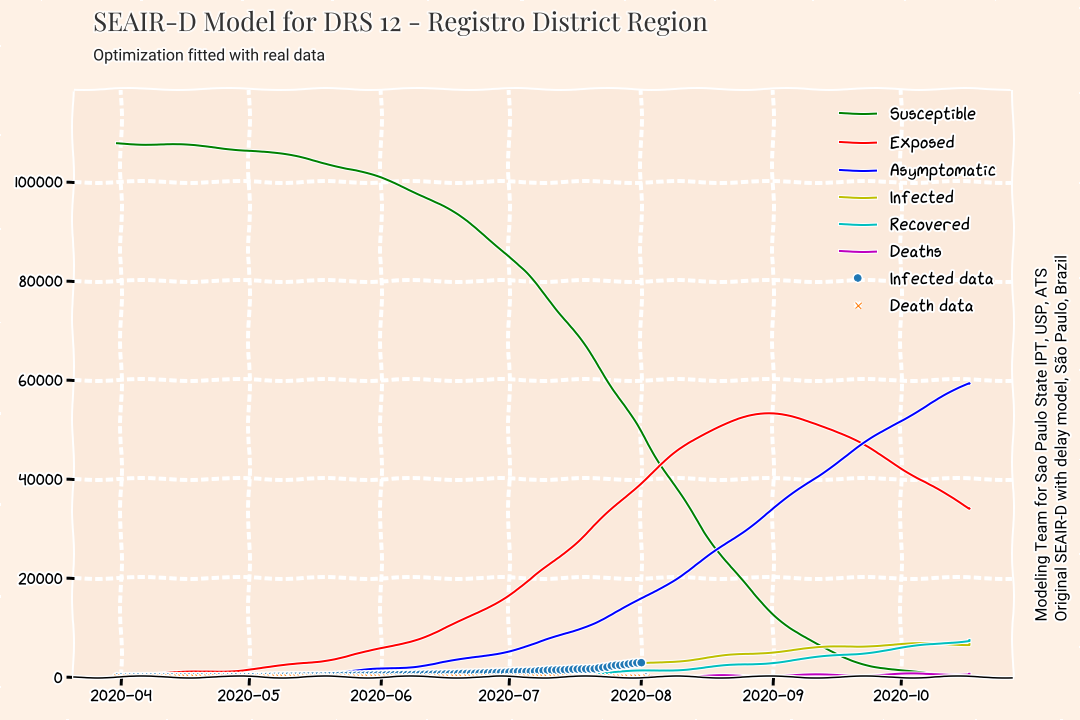 SEAIR-D Model for DRS 12 - Registro District Region
Optimization fitted with real data
Susceptible
Exposed
Asymptomatic
Infected
Recovered
Deaths
Infected data
Death data
100000
80000
60000
40000
20000
0
2020-04
2020-05
2020-06
2020-07
2020-08
2020-09
2020-10
Modeling Team for Sao Paulo State IPT, USP, ATS
Original SEAIR-D with delay model, São Paulo, Brazil